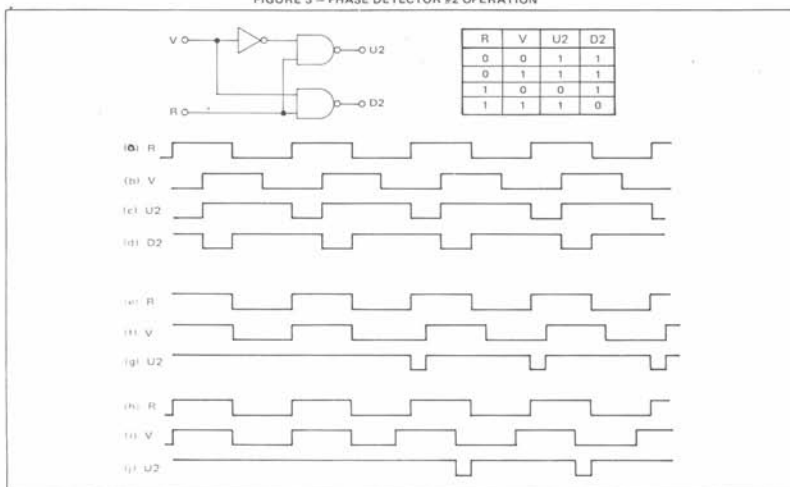 FIGURE 3 — PHASE DETECTOR #2 OPERATION
V
U2
R
D2
R V U2 D2
0 0 1 1
0 1 1 1
1 0 0 1
1 1 1 0
(a) R
(b) V
(c) U2
(d) D2
(e) R
(f) V
(g) U2
(h) R
(i) V
(j) U2